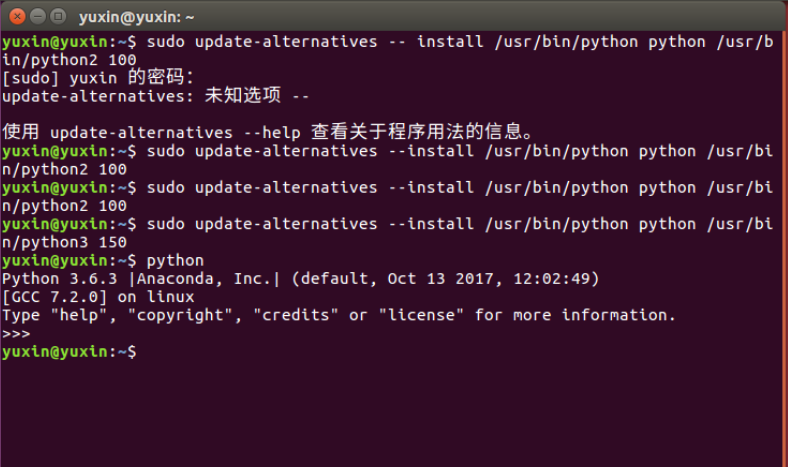 yuxin@yuxin: ~
yuxin@yuxin:~$ sudo update-alternatives -- install /usr/bin/python python /usr/b
in/python2 100
[sudo] yuxin 的密码：
update-alternatives: 未知选项 --
使用 update-alternatives --help 查看关于程序用法的信息。
yuxin@yuxin:~$ sudo update-alternatives --install /usr/bin/python python /usr/bi
n/python2 100
yuxin@yuxin:~$ sudo update-alternatives --install /usr/bin/python python /usr/bi
n/python2 100
yuxin@yuxin:~$ sudo update-alternatives --install /usr/bin/python python /usr/bi
n/python3 150
yuxin@yuxin:~$ python
Python 3.6.3 |Anaconda, Inc.| (default, Oct 13 2017, 12:02:49)
[GCC 7.2.0] on linux
Type "help", "copyright", "credits" or "license" for more information.
>>>
yuxin@yuxin:~$